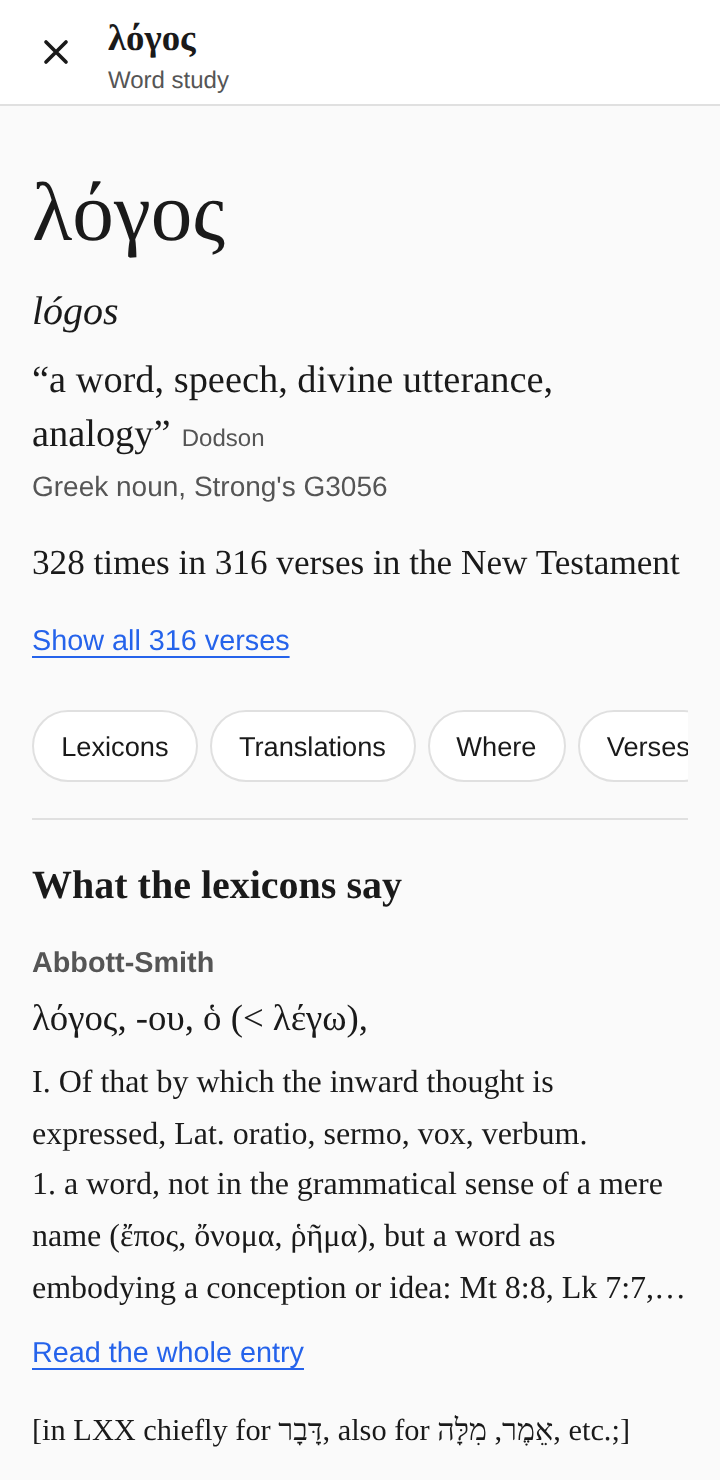 λόγος
Word study
λόγος
lógos
“a word, speech, divine utterance,
analogy” Dodson
Greek noun, Strong's G3056
328 times in 316 verses in the New Testament
Show all 316 verses
Lexicons Translations Where Verses
What the lexicons say
Abbott-Smith
λόγος, -ου, ὁ (< λέγω),
I. Of that by which the inward thought is
expressed, Lat. oratio, sermo, vox, verbum.
1. a word, not in the grammatical sense of a mere
name (ἔπος, ὄνομα, ῥῆμα), but a word as
embodying a conception or idea: Mt 8:8, Lk 7:7,…
Read the whole entry
[in LXX chiefly for דָּבָר, also for אֵמֶר, מִלָּה, etc.;]